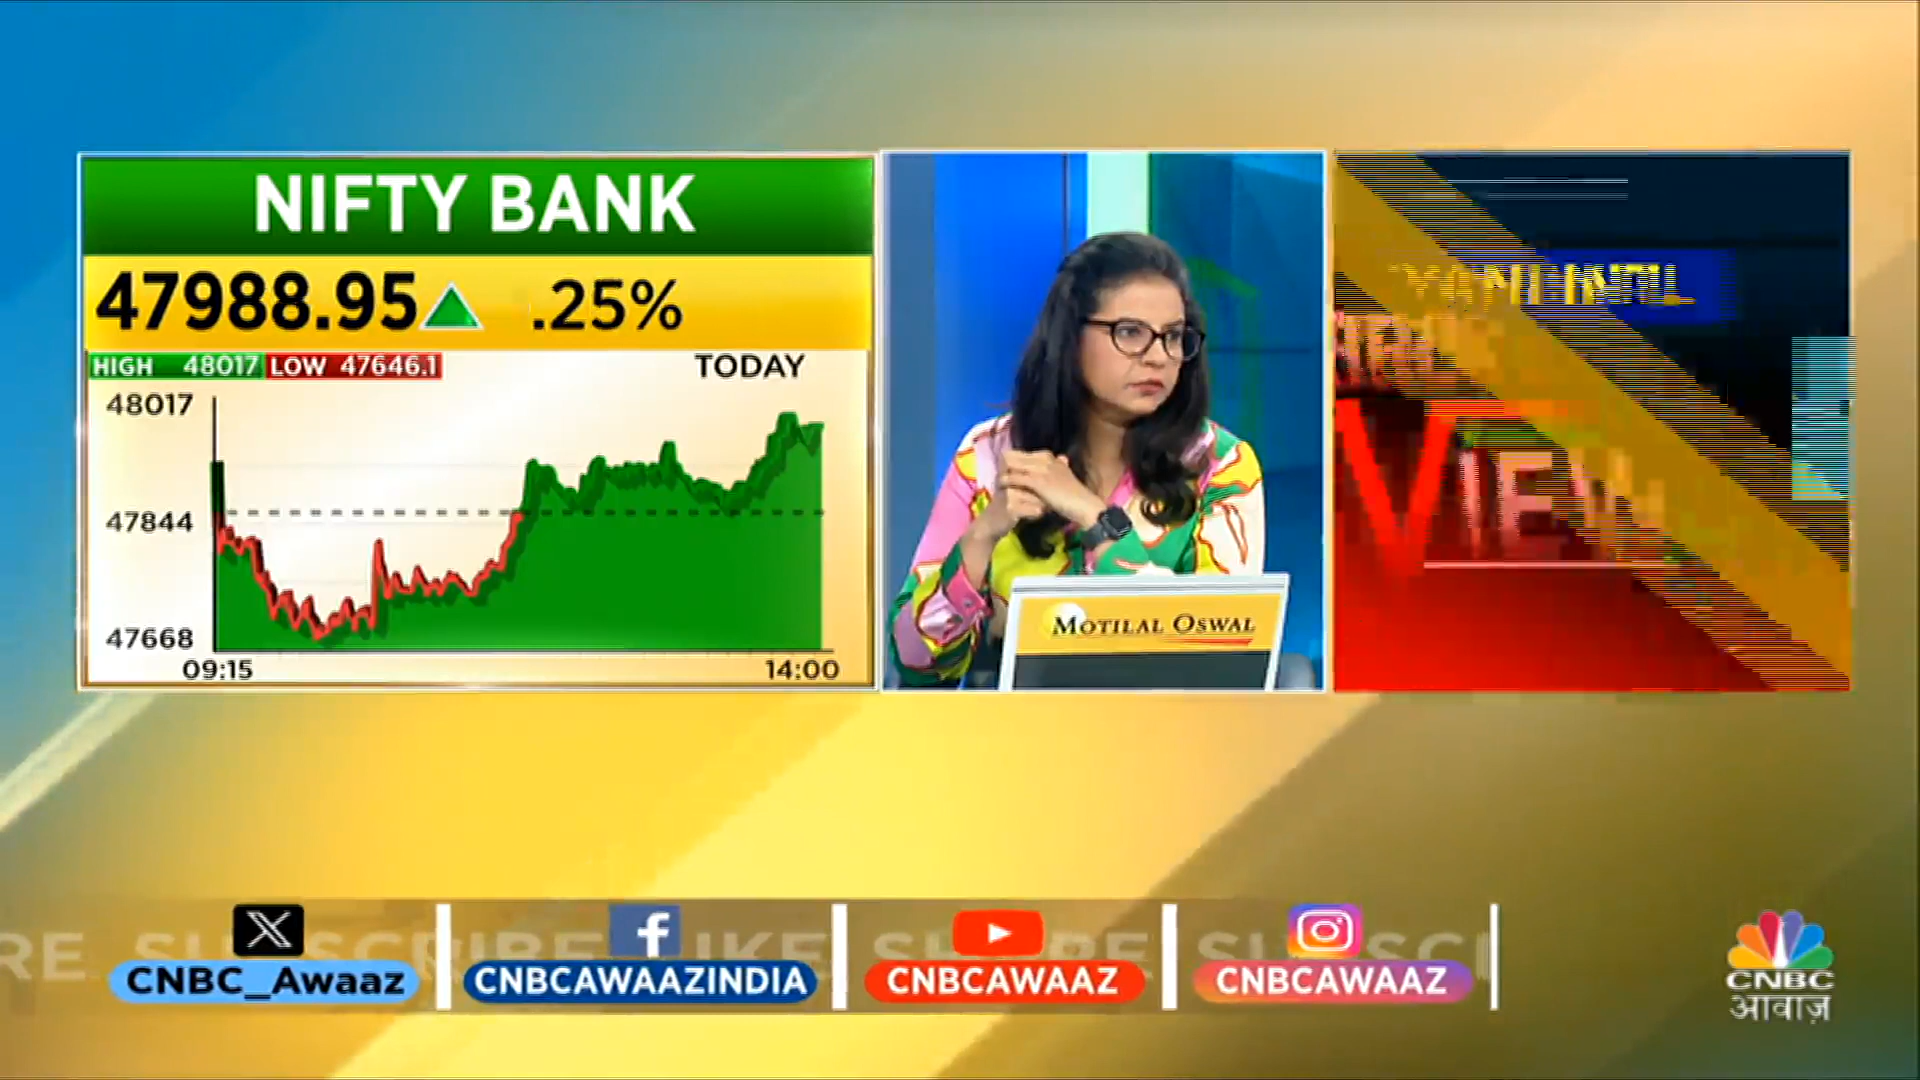 NIFTY BANK
47988.95 .25%
HIGH 48017 LOW 47646.1
TODAY
48017
47844
47668
09:15 14:00
MOTILAL OSWAL
VIEW
CNBC_Awaaz
CNBCAWAAZINDIA
CNBCAWAAZ
CNBCAWAAZ
CNBC
आवाज़